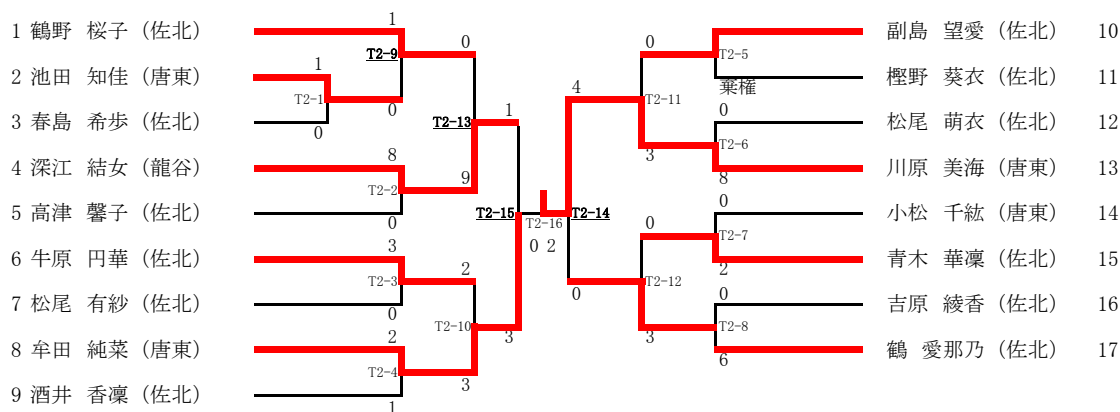 1 鶴野 桜子 (佐北)
2 池田 知佳 (唐東)
3 春島 希歩 (佐北)
4 深江 結女 (龍谷)
5 高津 馨子 (佐北)
6 牛原 円華 (佐北)
7 松尾 有紗 (佐北)
8 牟田 純菜 (唐東)
9 酒井 香凜 (佐北)
1
T2-9
0
1
T2-1
0
0
1
T2-13
8
T2-2
9
0
T2-15
3
T2-3
2
0
T2-10
3
2
T2-4
3
1
T2-16
0 2
4
T2-14
0
0
T2-5
棄権
T2-11
0
T2-6
3
8
0
0
T2-7
2
T2-12
0
T2-8
3
6
副島 望愛 (佐北) 10
樫野 葵衣 (佐北) 11
松尾 萌衣 (佐北) 12
川原 美海 (唐東) 13
小松 千紘 (唐東) 14
青木 華凜 (佐北) 15
吉原 綾香 (佐北) 16
鶴 愛那乃 (佐北) 17